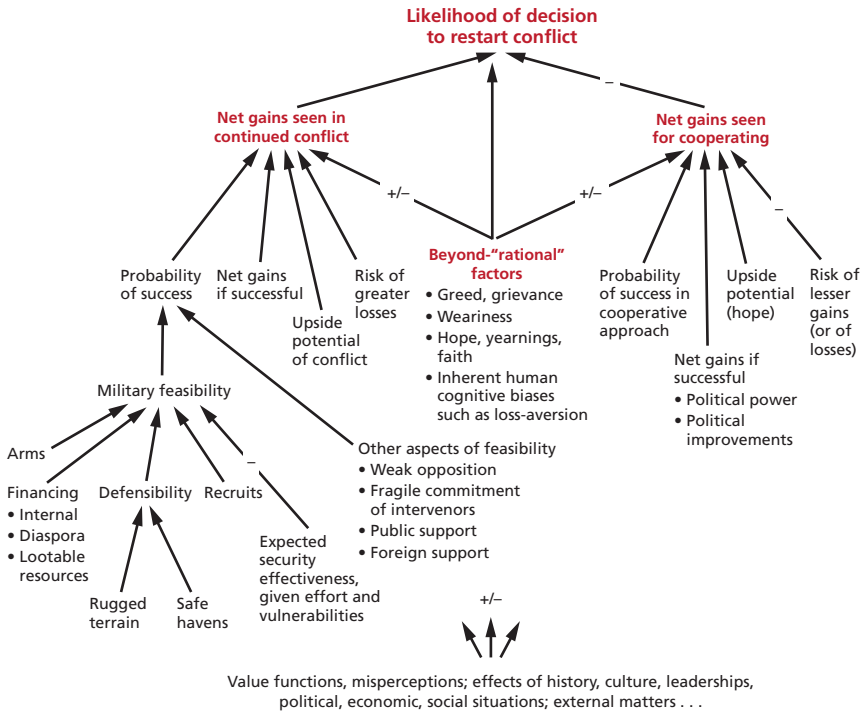 Likelihood of decision
to restart conflict
–
Net gains seen in
continued conflict
Net gains seen
for cooperating
+/–
+/–
–
Probability
of success
Net gains
if successful
Upside
potential
of conflict
Risk of
greater
losses
Beyond-“rational”
factors
• Greed, grievance
• Weariness
• Hope, yearnings,
faith
• Inherent human
cognitive biases
such as loss-aversion
Probability
of success in
cooperative
approach
Net gains if
successful
• Political power
• Political
improvements
Upside
potential
(hope)
Risk of
lesser
gains
(or of
losses)
Military feasibility
–
Arms
Financing
• Internal
• Diaspora
• Lootable
resources
Defensibility
Recruits
Rugged
terrain
Safe
havens
Expected
security
effectiveness,
given effort and
vulnerabilities
Other aspects of feasibility
• Weak opposition
• Fragile commitment
of intervenors
• Public support
• Foreign support
+/–
Value functions, misperceptions; effects of history, culture, leaderships,
political, economic, social situations; external matters . . .